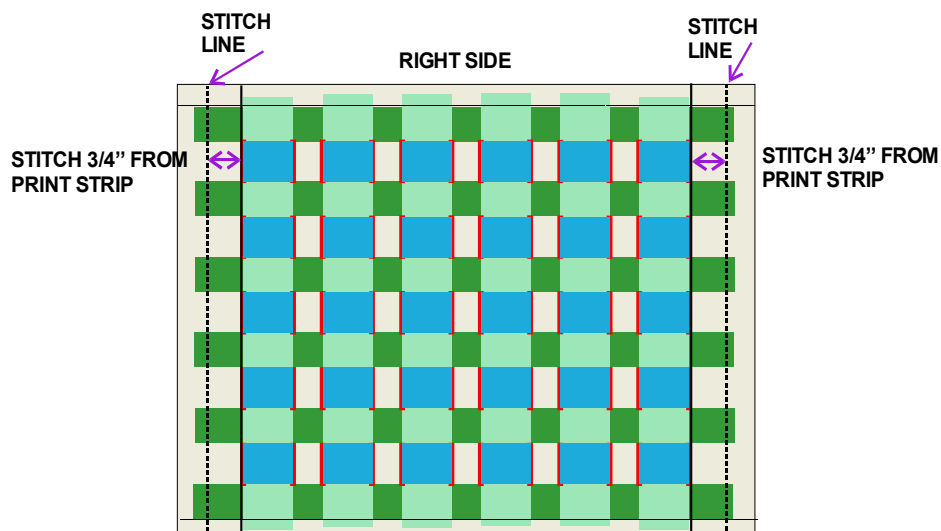 STITCH
LINE
RIGHT SIDE
STITCH
LINE
STITCH 3/4” FROM
PRINT STRIP
STITCH 3/4” FROM
PRINT STRIP